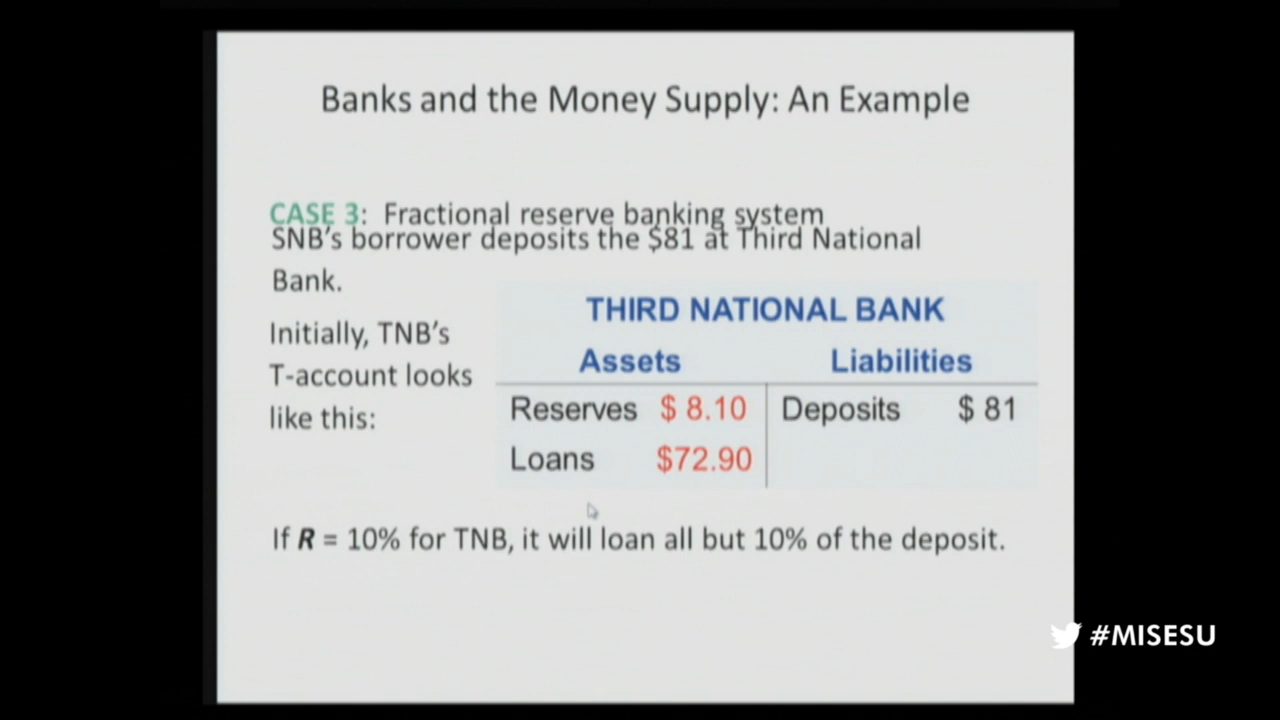 Banks and the Money Supply: An Example
CASE 3: Fractional reserve banking system
SNB's borrower deposits the $81 at Third National
Bank.
Initially, TNB's
T-account looks
like this:
THIRD NATIONAL BANK
Assets Liabilities
Reserves $ 8.10 Deposits $ 81
Loans $72.90
If R = 10% for TNB, it will loan all but 10% of the deposit.
#MISESU